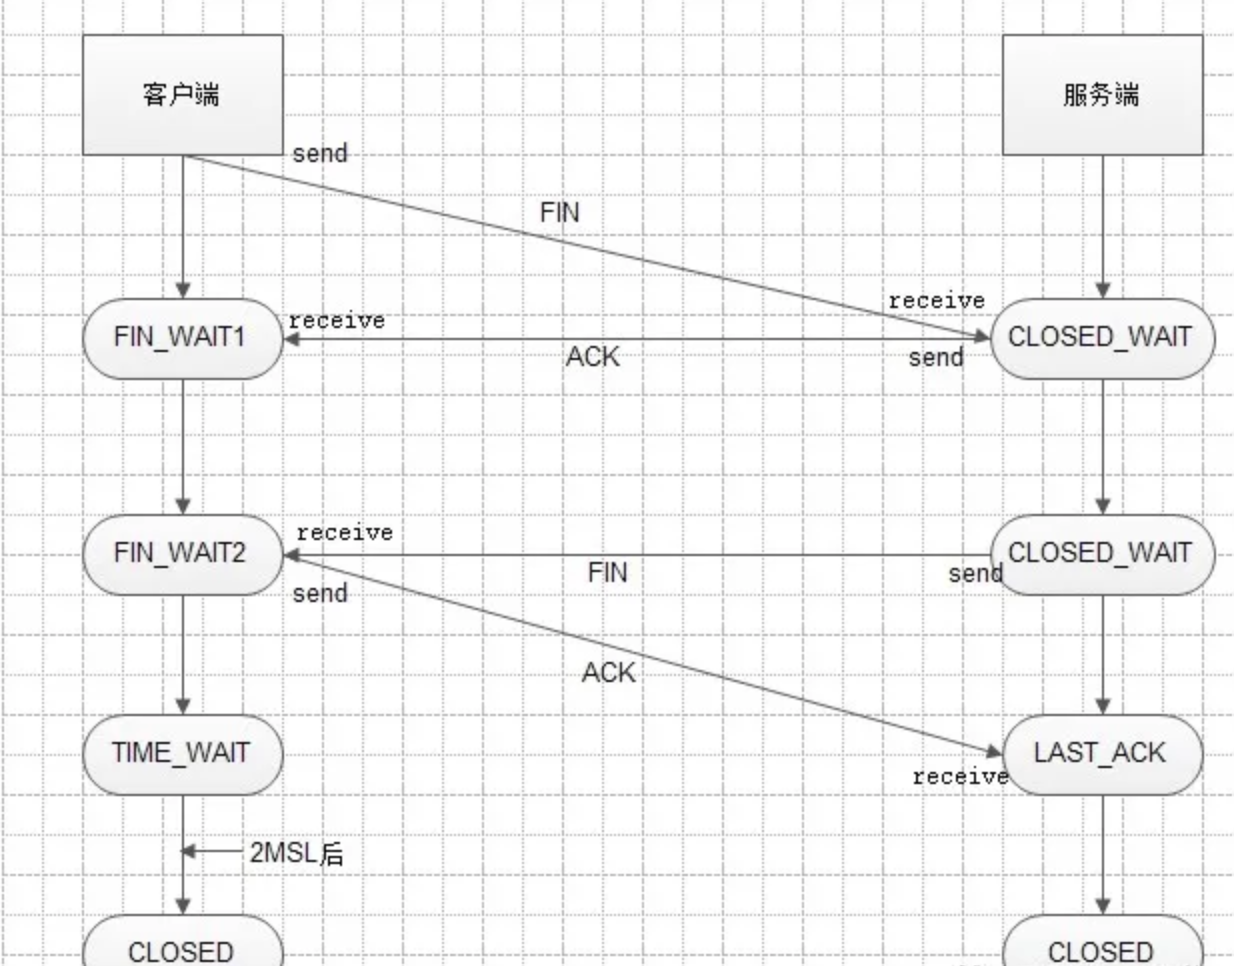 客户端
服务端
send
FIN
receive
receive
FIN_WAIT1
CLOSED_WAIT
ACK
send
receive
FIN_WAIT2
CLOSED_WAIT
FIN
send
send
ACK
TIME_WAIT
LAST_ACK
receive
2MSL后
CLOSED
CLOSED